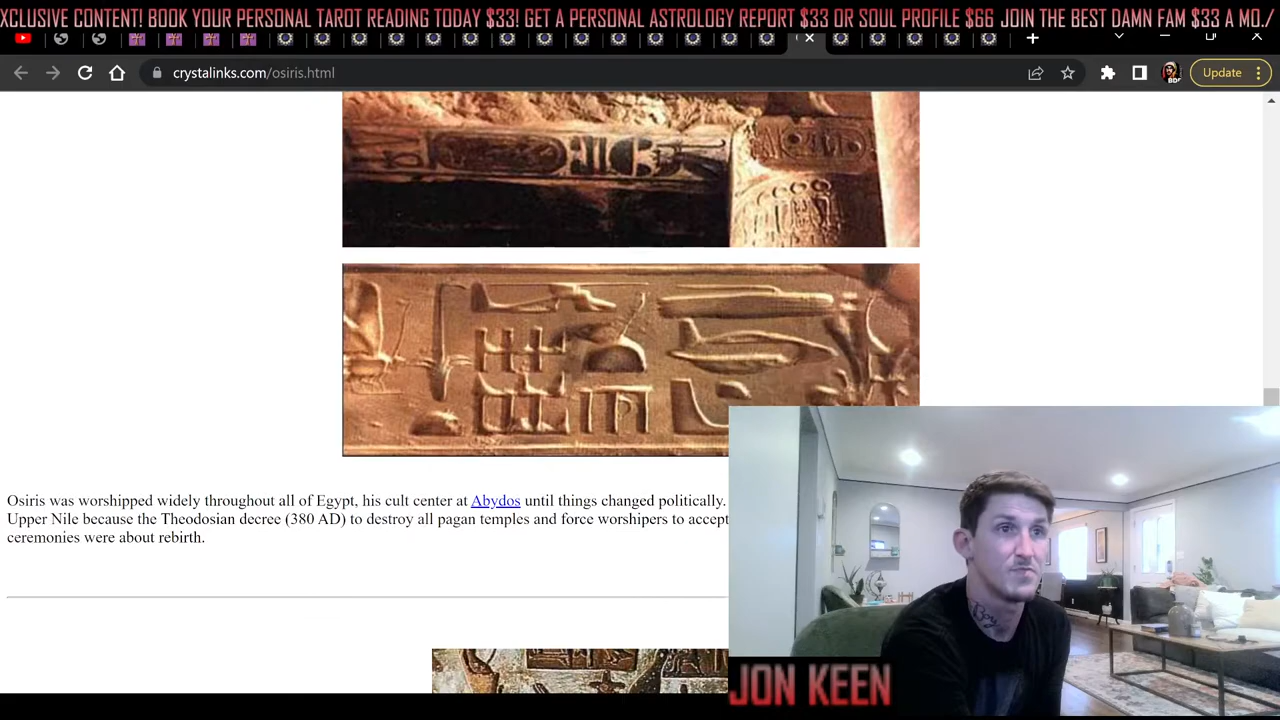 XCLUSIVE CONTENT! BOOK YOUR PERSONAL TAROT READING TODAY $33! GET A PERSONAL ASTROLOGY REPORT $33 OR SOUL PROFILE $66 JOIN THE BEST DAMN FAM $33 A MO./
crystalinks.com/osiris.html
Update
Osiris was worshipped widely throughout all of Egypt, his cult center at Abydos until things changed politically.
Upper Nile because the Theodosian decree (380 AD) to destroy all pagan temples and force worshipers to accept
ceremonies were about rebirth.
JON KEEN